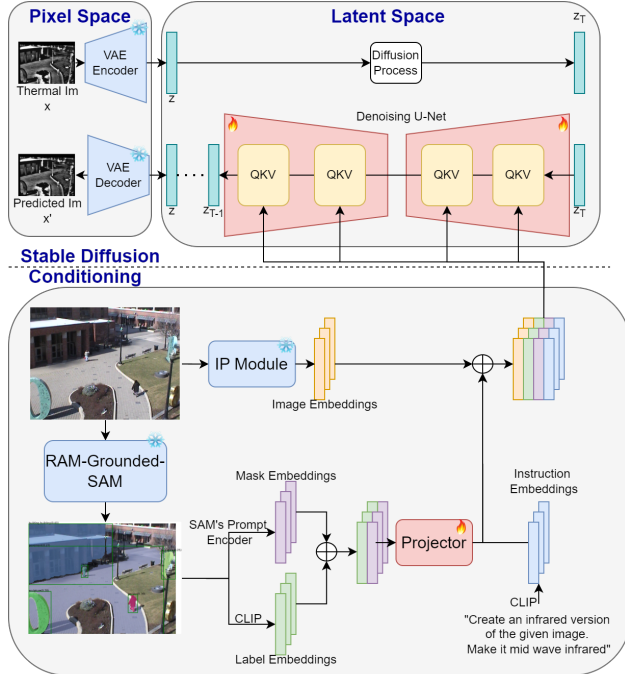 Pixel Space
Latent Space
VAE
Encoder
Thermal Im
x
z
Diffusion
Process
z_T
Denoising U-Net
VAE
Decoder
Predicted Im
x'
z
z_T-1
QKV
QKV
QKV
QKV
z_T
Stable Diffusion
Conditioning
IP Module
Image Embeddings
RAM-Grounded-
SAM
Mask Embeddings
SAM's Prompt
Encoder
CLIP
Label Embeddings
Projector
Instruction
Embeddings
CLIP
"Create an infrared version
of the given image.
Make it mid wave infrared"